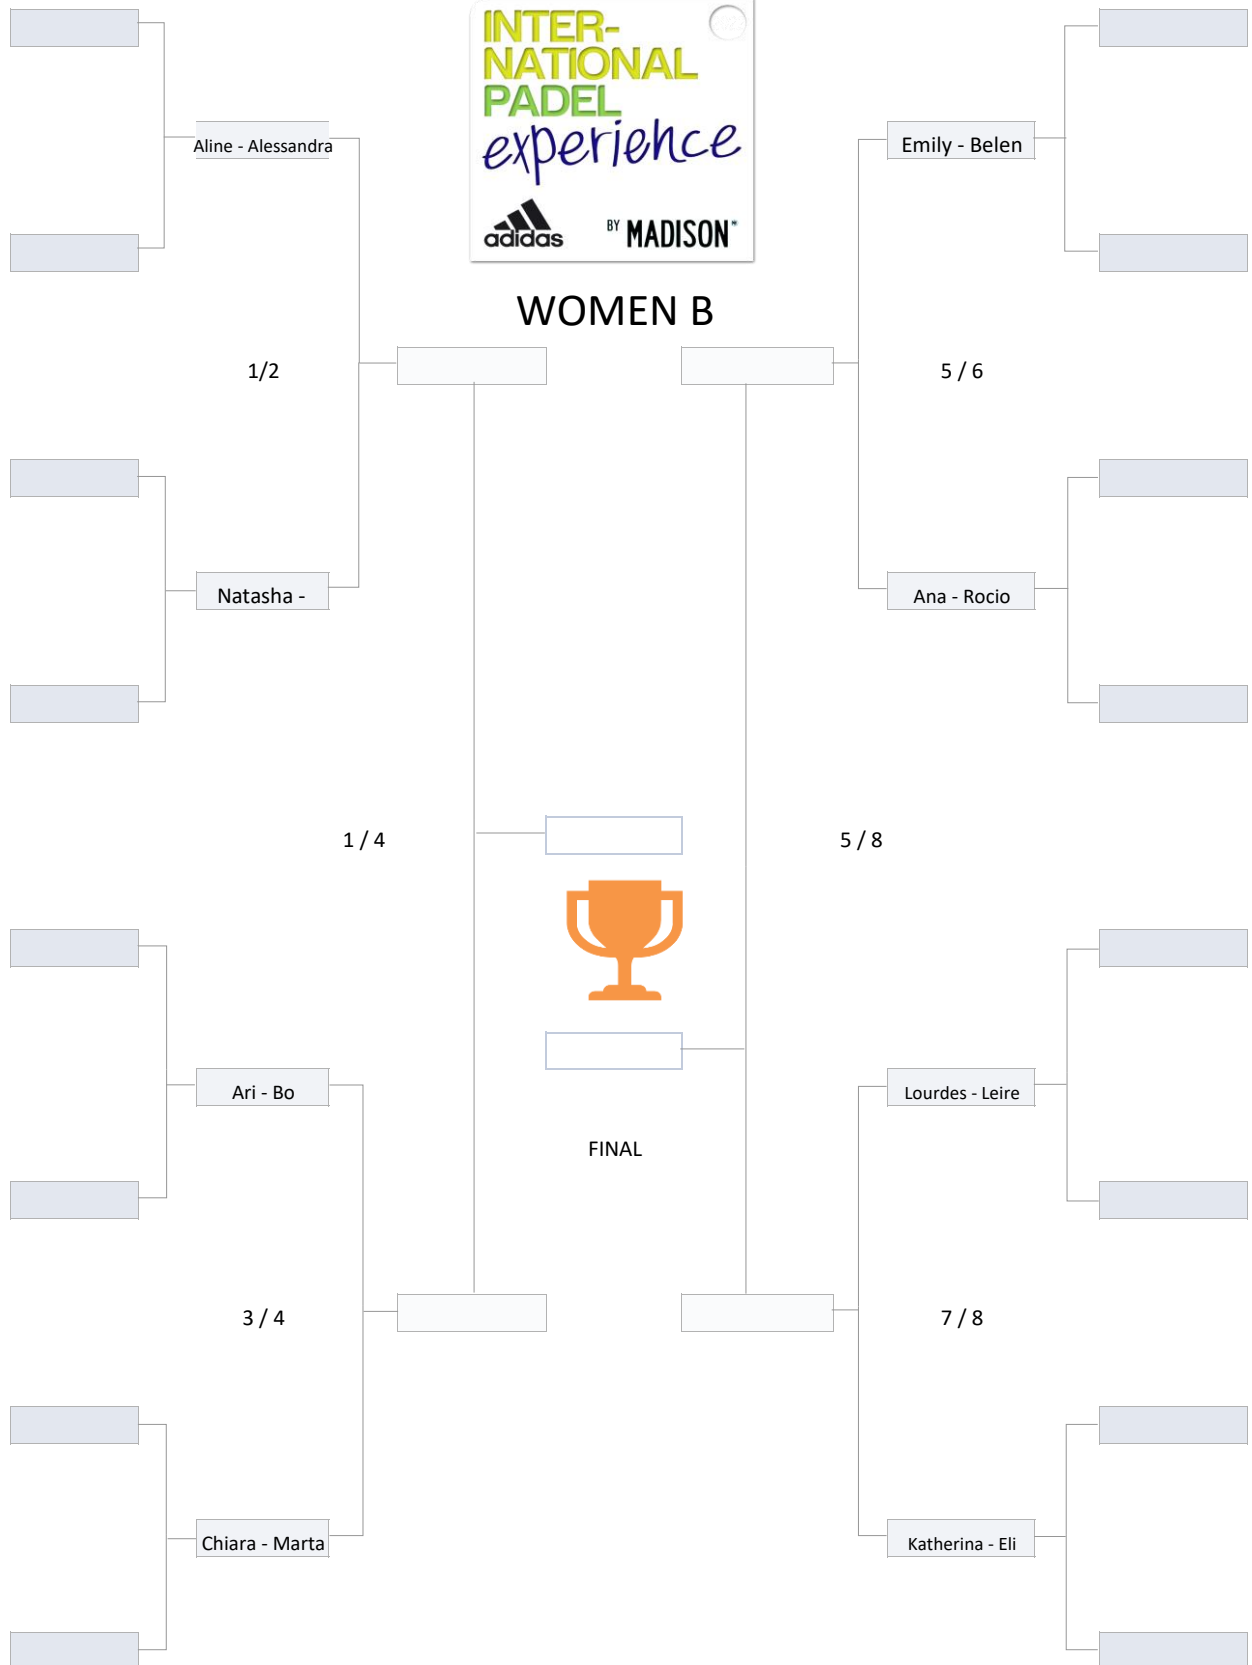 INTER-
NATIONAL
PADEL
experience
adidas
BY MADISON
WOMEN B
Aline - Alessandra
Emily - Belen
1/2
5 / 6
Natasha -
Ana - Rocio
1 / 4
5 / 8
Ari - Bo
Lourdes - Leire
FINAL
3 / 4
7 / 8
Chiara - Marta
Katherina - Eli